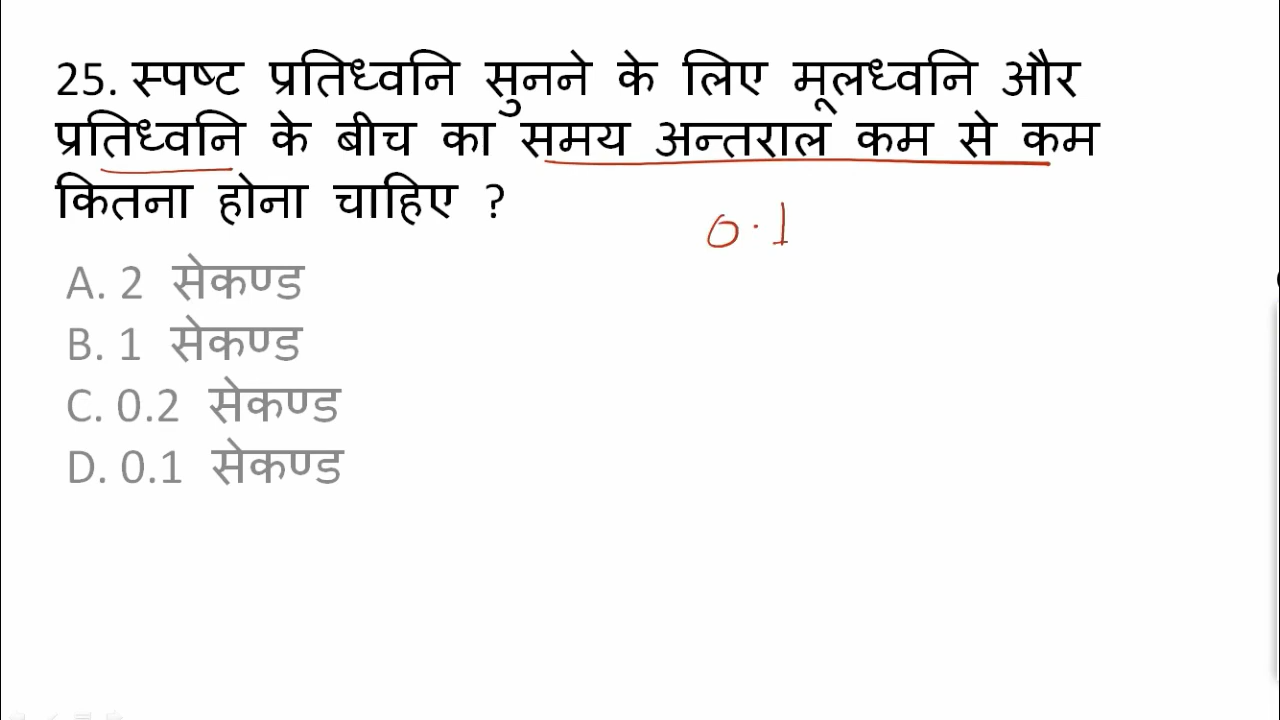 25. स्पष्ट प्रतिध्वनि सुनने के लिए मूलध्वनि और
प्रतिध्वनि के बीच का समय अन्तराल कम से कम
कितना होना चाहिए ?
0.1
A. 2 सेकण्ड
B. 1 सेकण्ड
C. 0.2 सेकण्ड
D. 0.1 सेकण्ड